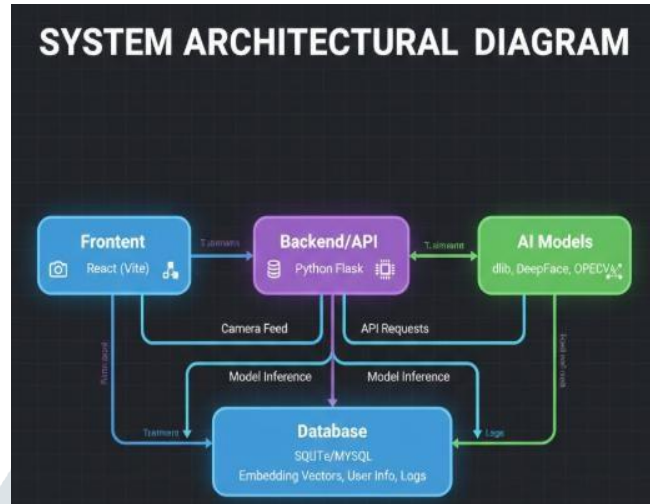 SYSTEM ARCHITECTURAL DIAGRAM
Frontent
React (Vite)
Backend/API
Python Flask
AI Models
dlib, DeepFace, OPECV
Camera Feed
API Requests
Model Inference
Model Inference
Logs
Database
SQUTe/MYSQL
Embedding Vectors, User Info, Logs